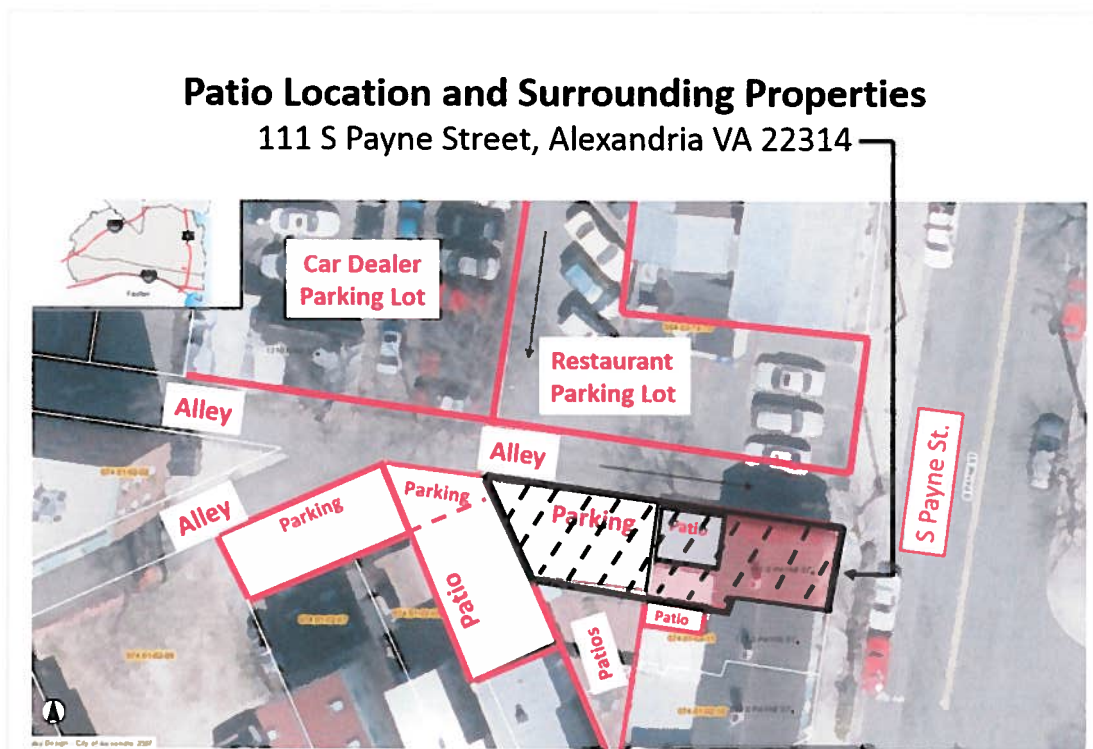 Patio Location and Surrounding Properties
111 S Payne Street, Alexandria VA 22314
Car Dealer
Parking Lot
Restaurant
Parking Lot
Alley
Alley
Alley
Parking
Parking
Parking
Patio
Patio
Patio
Patios
S Payne St.